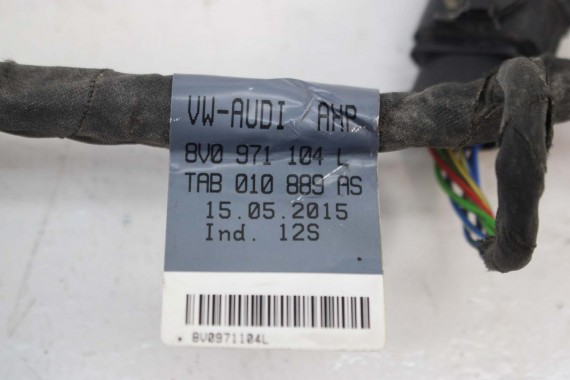 VW-AUDI AMP
8V0 971 104 L
TAB 010 889 AS
15.05.2015
Ind. 12S
8V0971104L